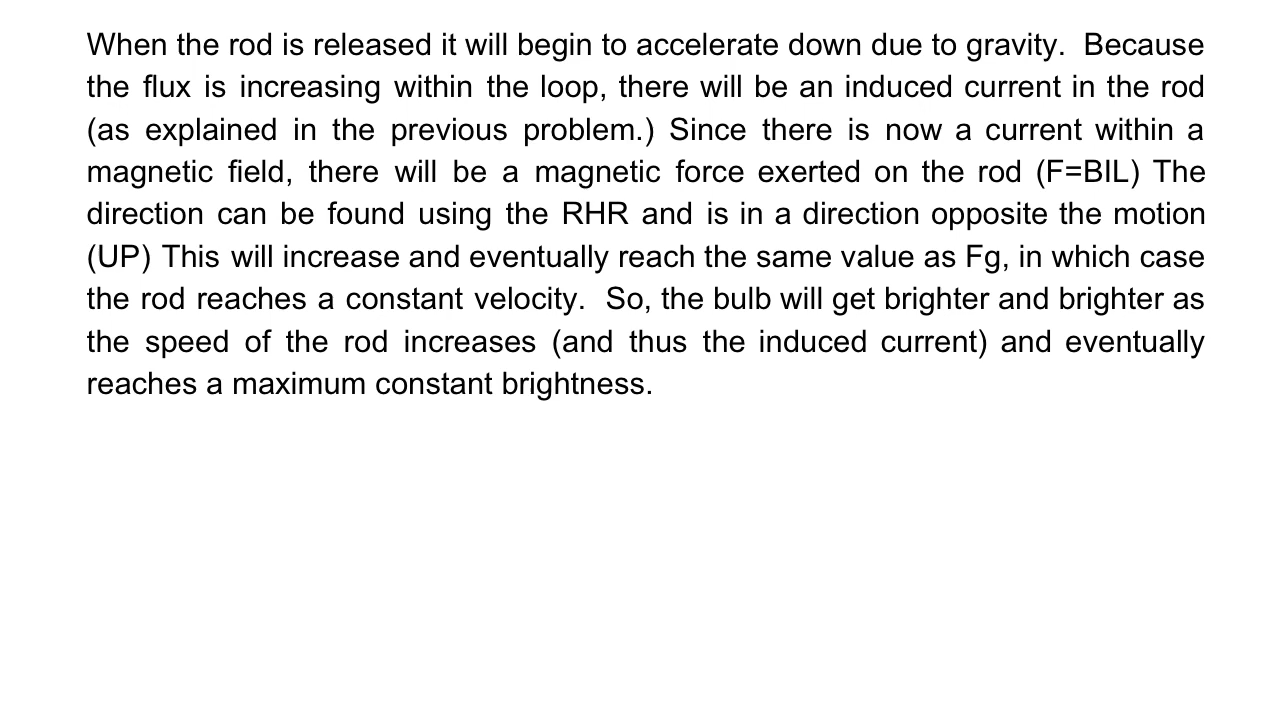 When the rod is released it will begin to accelerate down due to gravity.  Because
the flux is increasing within the loop, there will be an induced current in the rod
(as explained in the previous problem.) Since there is now a current within a
magnetic field, there will be a magnetic force exerted on the rod (F=BIL) The
direction can be found using the RHR and is in a direction opposite the motion
(UP) This will increase and eventually reach the same value as Fg, in which case
the rod reaches a constant velocity.  So, the bulb will get brighter and brighter as
the speed of the rod increases (and thus the induced current) and eventually
reaches a maximum constant brightness.